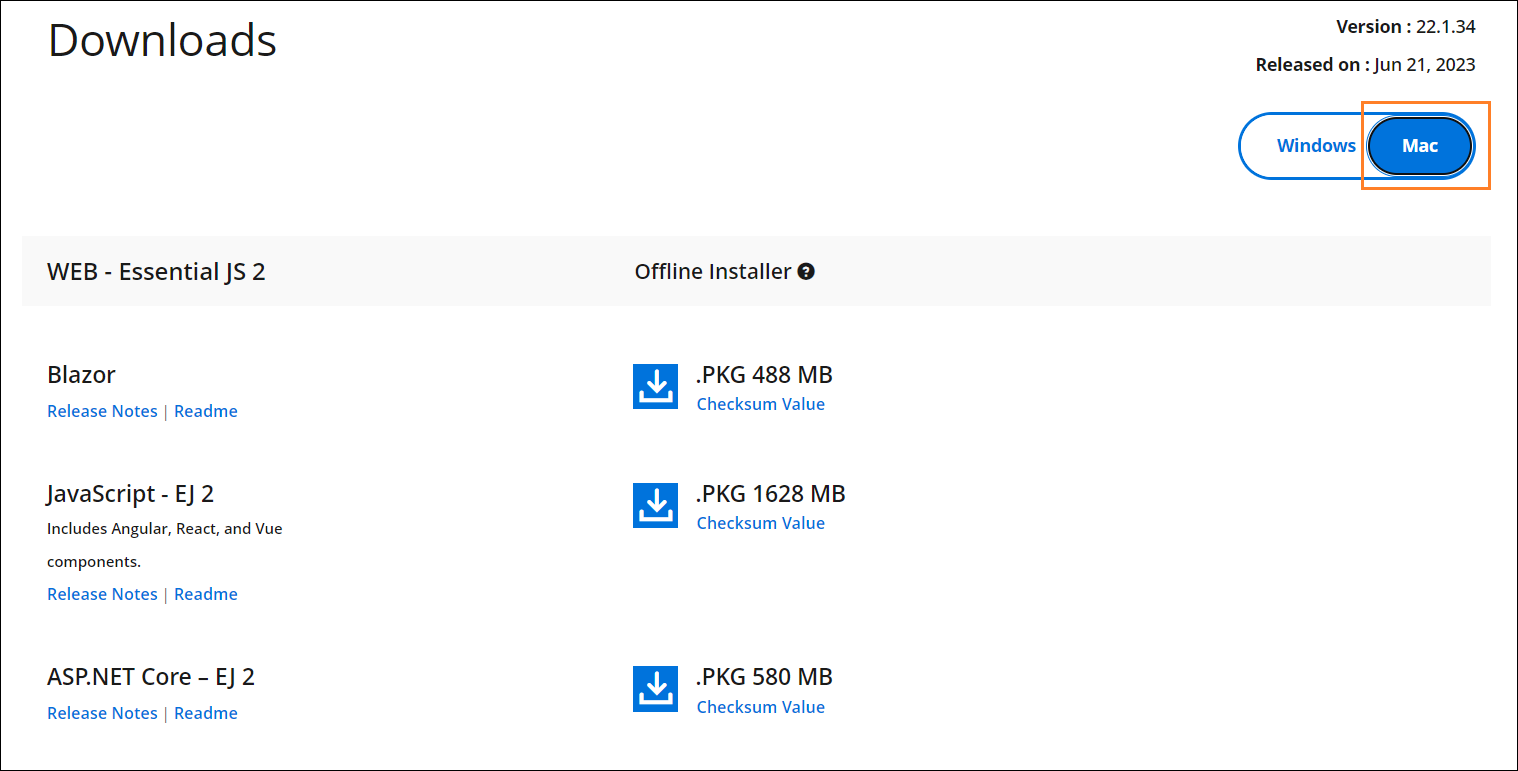 Downloads
Version : 22.1.34
Released on : Jun 21, 2023
Windows
Mac
WEB - Essential JS 2
Offline Installer ?
Blazor
.PKG 488 MB
Release Notes | Readme
Checksum Value
JavaScript - EJ 2
.PKG 1628 MB
Includes Angular, React, and Vue
Checksum Value
components.
Release Notes | Readme
ASP.NET Core – EJ 2
.PKG 580 MB
Release Notes | Readme
Checksum Value